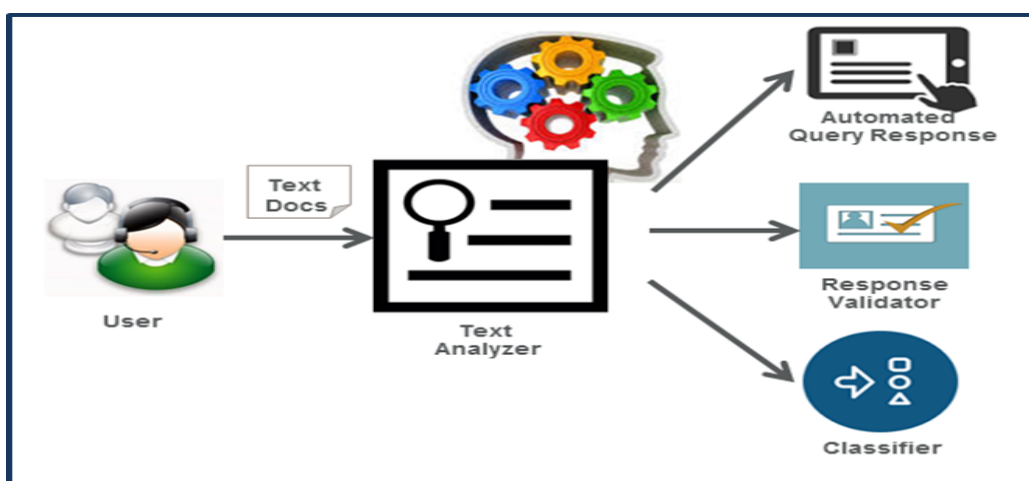 Text
Docs
User
Text
Analyzer
Automated
Query Response
Response
Validator
Classifier